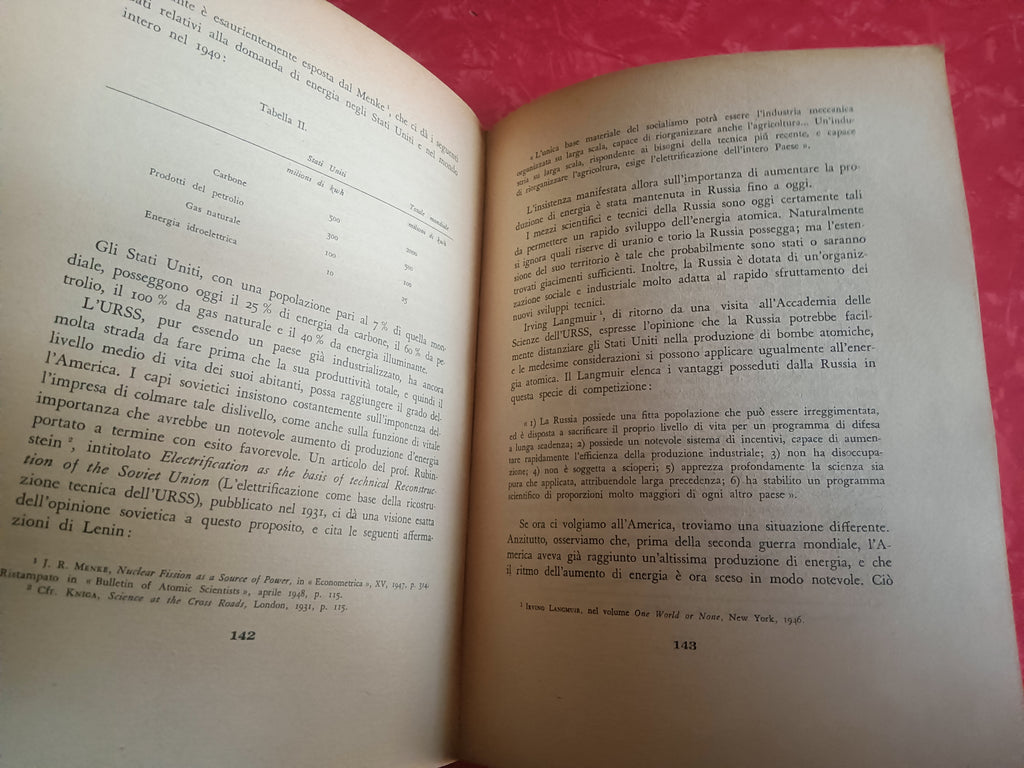 ante è esaurientemente esposta dal Menke ¹, che ci dà i seguenti
dati relativi alla domanda di energia negli Stati Uniti e nel mondo
intero nel 1940:
Tabella II.
Stati Uniti
milioni di kwh
Totale mondiale
milioni di kwh
Carbone 500 2000
Prodotti del petrolio 300 500
Gas naturale 100 100
Energia idroelettrica 10 25
Gli Stati Uniti, con una popolazione pari al 7 % di quella mon-
diale, posseggono oggi il 25 % di energia da carbone, il 60 % da pe-
trolio, il 100 % da gas naturale e il 40 % da energia illuminante.
L'URSS, pur essendo un paese già industrializzato, ha ancora
molta strada da fare prima che la sua produttività totale, e quindi il
livello medio di vita dei suoi abitanti, possa raggiungere il grado del-
l'America. I capi sovietici insistono costantemente sull'imponenza del-
l'impresa di colmare tale dislivello, come anche sulla funzione di vitale
importanza che avrebbe un notevole aumento di produzione d'energia
portato a termine con esito favorevole. Un articolo del prof. Rubin-
stein ², intitolato Electrification as the basis of technical Reconstruc-
tion of the Soviet Union (L'elettrificazione come base della ricostru-
zione tecnica dell'URSS), pubblicato nel 1931, ci dà una visione esatta
dell'opinione sovietica a questo proposito, e cita le seguenti afferma-
zioni di Lenin:
¹ J. R. MENKE, Nuclear Fission as a Source of Power, in « Econometrica », XV, 1947, p. 314.
Ristampato in « Bulletin of Atomic Scientists », aprile 1948, p. 115.
² Cfr. KNIGA, Science at the Cross Roads, London, 1931, p. 115.
142
« L'unica base materiale del socialismo potrà essere l'industria meccanica
organizzata su larga scala, capace di riorganizzare anche l'agricoltura... Un'indu-
stria su larga scala, rispondente ai bisogni della tecnica più recente, e capace
di riorganizzare l'agricoltura, esige l'elettrificazione dell'intero Paese ».
L'insistenza manifestata allora sull'importanza di aumentare la pro-
duzione di energia è stata mantenuta in Russia fino a oggi.
I mezzi scientifici e tecnici della Russia sono oggi certamente tali
da permettere un rapido sviluppo dell'energia atomica. Naturalmente
si ignora quali riserve di uranio e torio la Russia possegga; ma l'esten-
sione del suo territorio è tale che probabilmente sono stati o saranno
trovati giacimenti sufficienti. Inoltre, la Russia è dotata di un'organiz-
zazione sociale e industriale molto adatta al rapido sfruttamento dei
nuovi sviluppi tecnici.
Irving Langmuir ¹, di ritorno da una visita all'Accademia delle
Scienze dell'URSS, espresse l'opinione che la Russia potrebbe facil-
mente distanziare gli Stati Uniti nella produzione di bombe atomiche,
e le medesime considerazioni si possono applicare ugualmente all'ener-
gia atomica. Il Langmuir elenca i vantaggi posseduti dalla Russia in
questa specie di competizione:
« 1) La Russia possiede una fitta popolazione che può essere irreggimentata,
ed è disposta a sacrificare il proprio livello di vita per un programma di difesa
a lunga scadenza; 2) possiede un notevole sistema di incentivi, capace di aumen-
tare rapidamente l'efficienza della produzione industriale; 3) non ha disoccupa-
zione; 4) non è soggetta a scioperi; 5) apprezza profondamente la scienza sia
pura che applicata, attribuendole larga precedenza; 6) ha stabilito un programma
scientifico di proporzioni molto maggiori di ogni altro paese ».
Se ora ci volgiamo all'America, troviamo una situazione differente.
Anzitutto, osserviamo che, prima della seconda guerra mondiale, l'A-
merica aveva già raggiunto un'altissima produzione di energia, e che
il ritmo dell'aumento di energia è ora sceso in modo notevole. Ciò
¹ IRVING LANGMUIR, nel volume One World or None, New York, 1946.
143